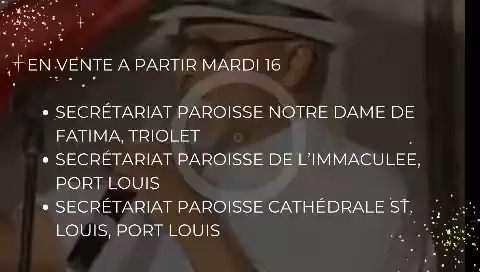 EN VENTE A PARTIR MARDI 16
• SECRÉTARIAT PAROISSE NOTRE DAME DE
FATIMA, TRIOLET
• SECRÉTARIAT PAROISSE DE L'IMMACULEE,
PORT LOUIS
• SECRÉTARIAT PAROISSE CATHÉDRALE ST.
LOUIS, PORT LOUIS